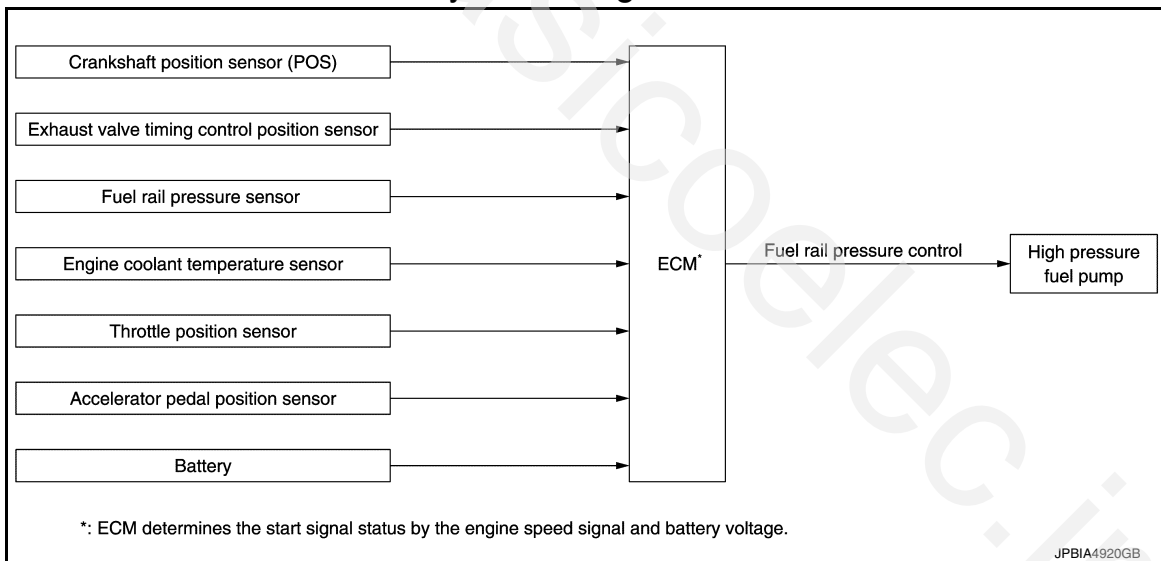 Crankshaft position sensor (POS)
Exhaust valve timing control position sensor
Fuel rail pressure sensor
Engine coolant temperature sensor
Throttle position sensor
Accelerator pedal position sensor
Battery
ECM*
Fuel rail pressure control
High pressure
fuel pump
*: ECM determines the start signal status by the engine speed signal and battery voltage.
JPBIA4920GB